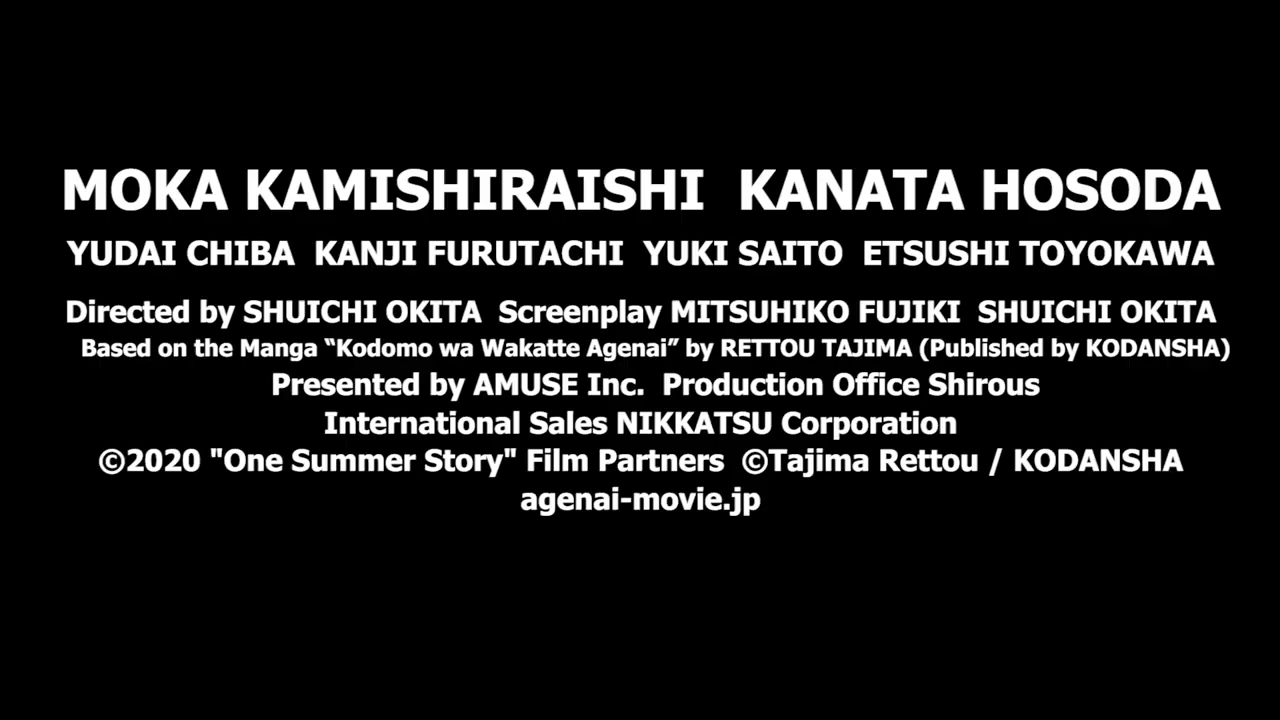 MOKA KAMISHIRAISHI KANATA HOSODA
YUDAI CHIBA KANJI FURUTACHI YUKI SAITO ETSUSHI TOYOKAWA
Directed by SHUICHI OKITA Screenplay MITSUHIKO FUJIKI SHUICHI OKITA
Based on the Manga “Kodomo wa Wakatte Agenai” by RETTOU TAJIMA (Published by KODANSHA)
Presented by AMUSE Inc. Production Office Shirous
International Sales NIKKATSU Corporation
©2020 "One Summer Story" Film Partners ©Tajima Rettou / KODANSHA
agenai-movie.jp